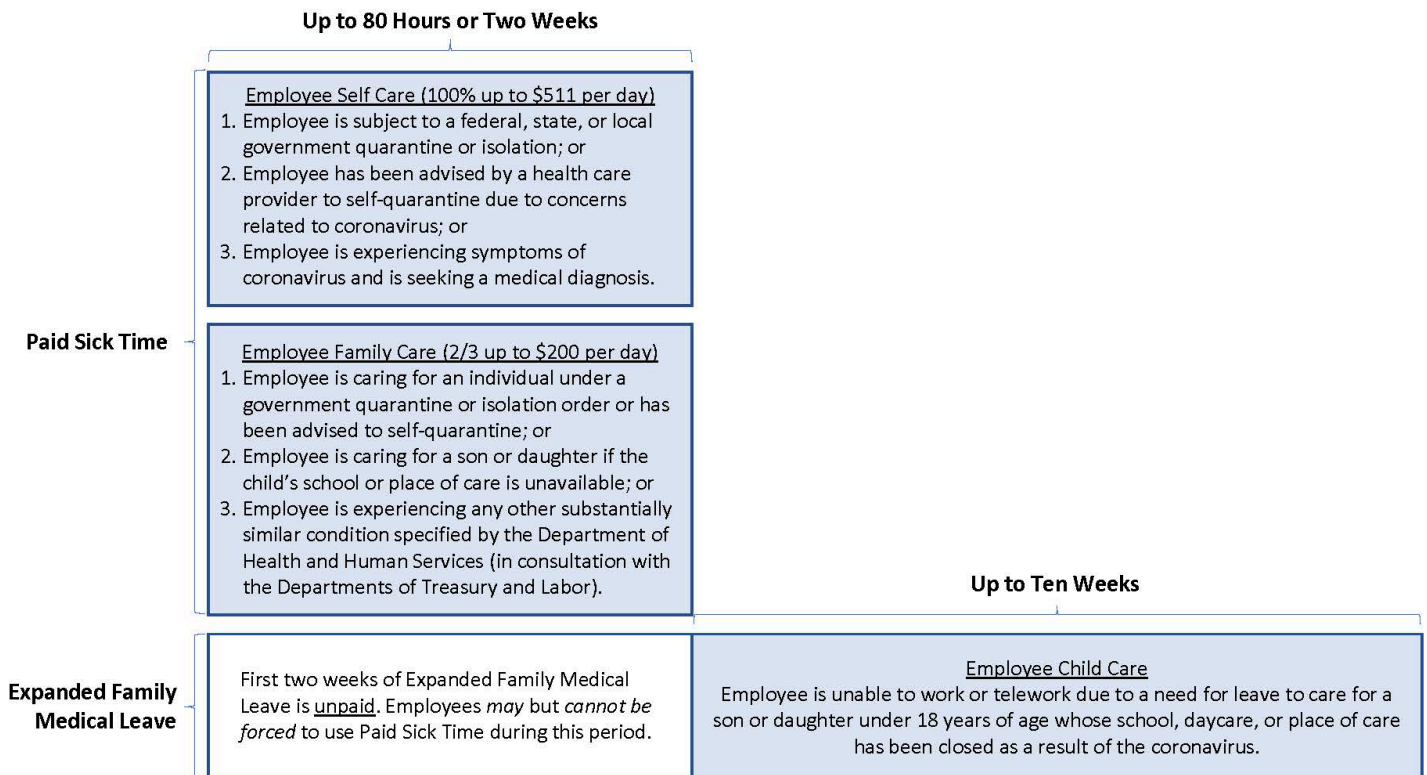 Up to 80 Hours or Two Weeks
Employee Self Care (100% up to $511 per day)
1. Employee is subject to a federal, state, or local
government quarantine or isolation; or
2. Employee has been advised by a health care
provider to self-quarantine due to concerns
related to coronavirus; or
3. Employee is experiencing symptoms of
coronavirus and is seeking a medical diagnosis.
Paid Sick Time
Employee Family Care (2/3 up to $200 per day)
1. Employee is caring for an individual under a
government quarantine or isolation order or has
been advised to self-quarantine; or
2. Employee is caring for a son or daughter if the
child's school or place of care is unavailable; or
3. Employee is experiencing any other substantially
similar condition specified by the Department of
Health and Human Services (in consultation with
the Departments of Treasury and Labor).
Up to Ten Weeks
Expanded Family
Medical Leave
First two weeks of Expanded Family Medical
Leave is unpaid. Employees may but cannot be
forced to use Paid Sick Time during this period.
Employee Child Care
Employee is unable to work or telework due to a need for leave to care for a
son or daughter under 18 years of age whose school, daycare, or place of care
has been closed as a result of the coronavirus.